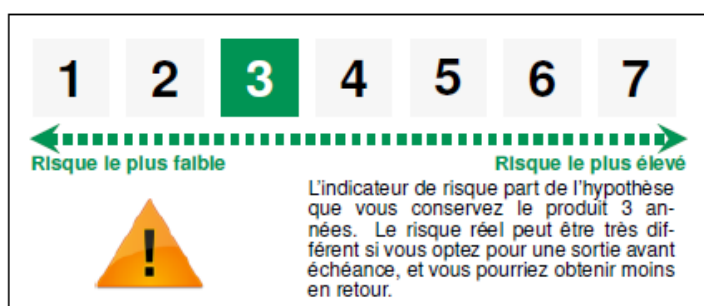 1 2 3 4 5 6 7
Risque le plus faible Risque le plus élevé
L'indicateur de risque part de l'hypothèse
que vous conservez le produit 3 an-
nées. Le risque réel peut être très dif-
férent si vous optez pour une sortie avant
échéance, et vous pourriez obtenir moins
en retour.
!